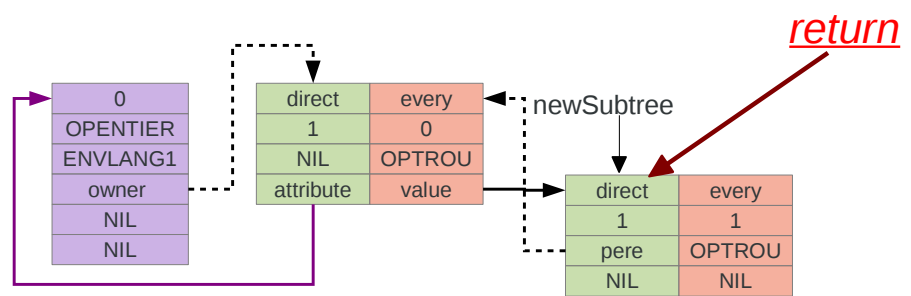 return
0
OPENTIER
ENVLANG1
owner
NIL
NIL
direct every
1 0
NIL OPTROU
attribute value
newSubtree
direct every
1 1
pere OPTROU
NIL NIL